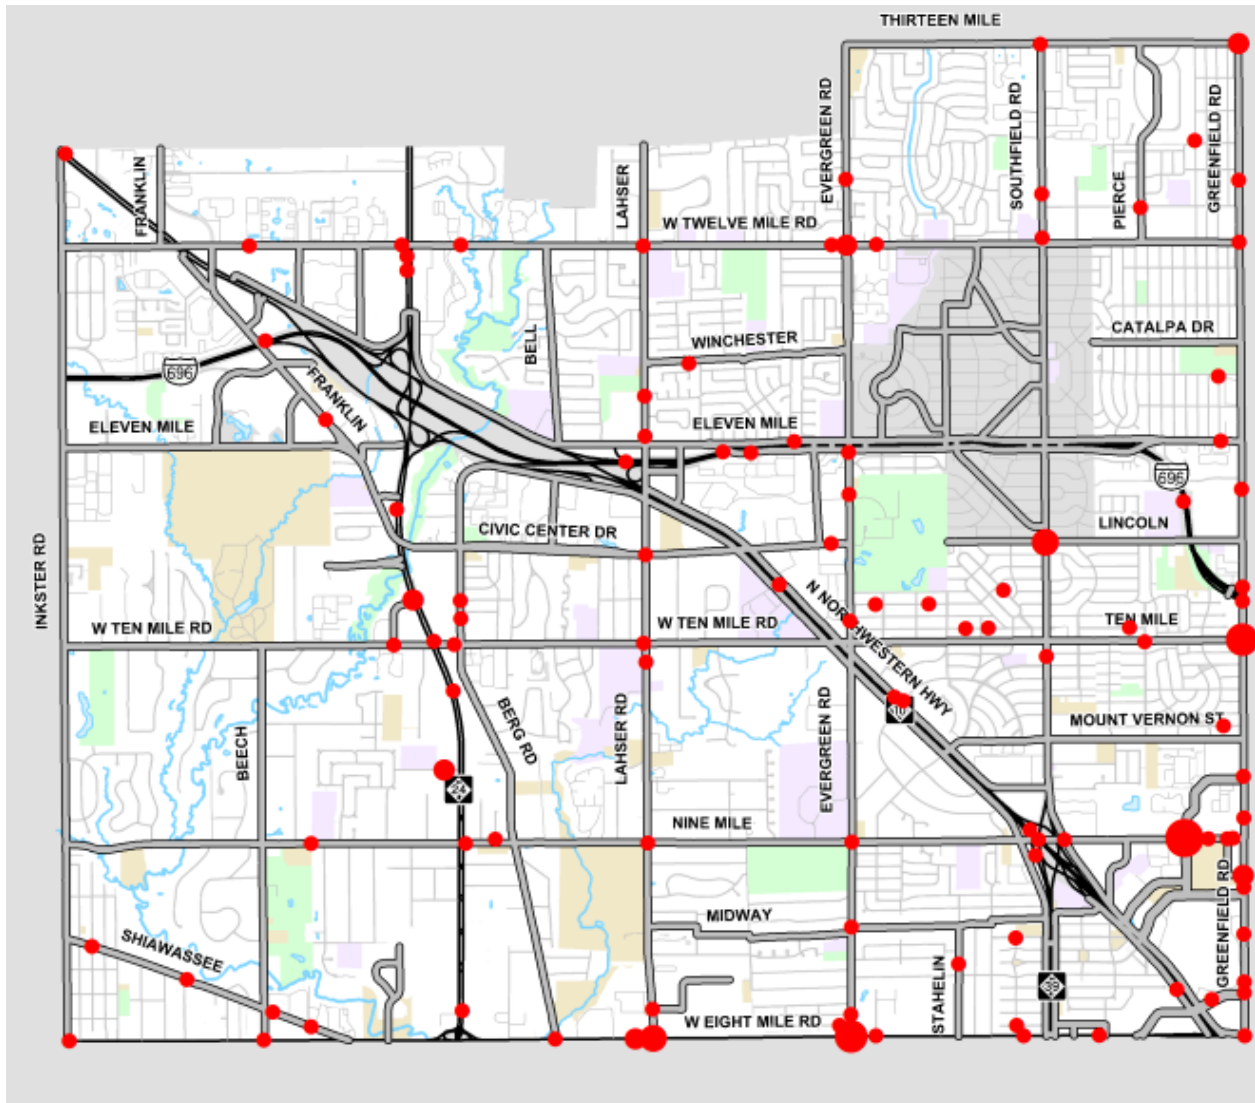 THIRTEEN MILE
EVERGREEN RD
SOUTHFIELD RD
GREENFIELD RD
FRANKLIN
LAHSER
PIERCE
W TWELVE MILE RD
CATALPA DR
WINCHESTER
BELL
696
FRANKLIN
ELEVEN MILE
ELEVEN MILE
696
CIVIC CENTER DR
LINCOLN
INKSTER RD
N NORTHWESTERN HWY
W TEN MILE RD
W TEN MILE RD
TEN MILE
BERG RD
LAHSER RD
EVERGREEN RD
10
MOUNT VERNON ST
BEECH
24
NINE MILE
GREENFIELD RD
MIDWAY
SHIAWASSEE
STAHELIN
39
W EIGHT MILE RD